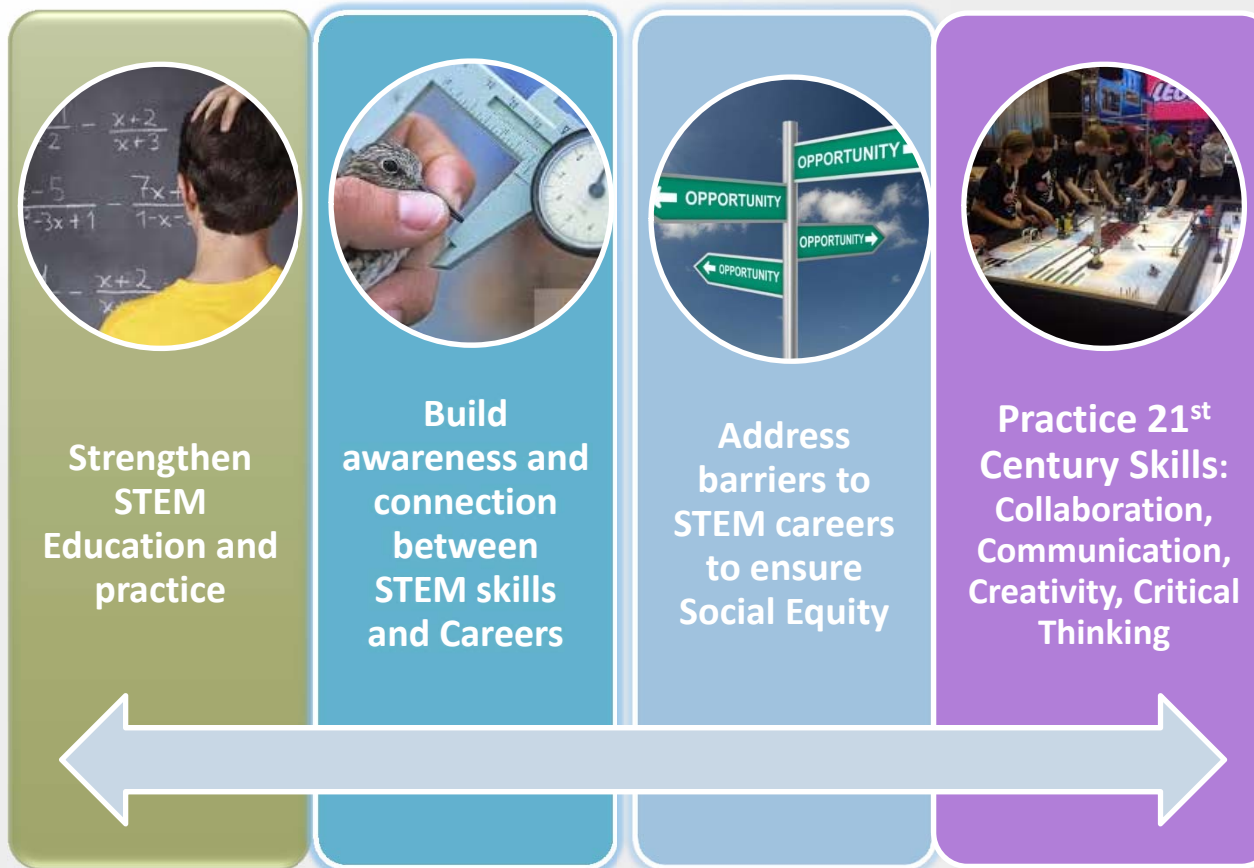 x+2
x+3
-5
-3x+1
7x+
1-x-
x+2
OPPORTUNITY
OPPORTUNITY
OPPORTUNITY
OPPORTUNITY
Strengthen
STEM
Education and
practice
Build
awareness and
connection
between
STEM skills
and Careers
Address
barriers to
STEM careers
to ensure
Social Equity
Practice 21st
Century Skills:
Collaboration,
Communication,
Creativity, Critical
Thinking